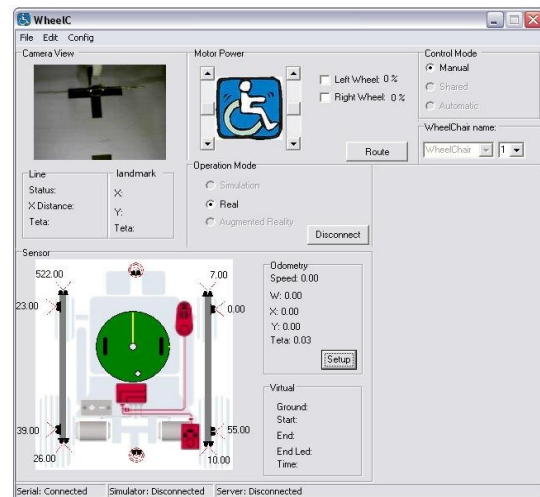 WheelC
File Edit Config
Camera View
Motor Power
Left Wheel: 0 %
Right Wheel: 0 %
Route
Control Mode
Manual
Shared
Automatic
WheelChair name:
WheelChair 1
Line
Status:
X Distance:
Teta:
landmark
X:
Y:
Teta:
Operation Mode
Simulation
Real
Augmented Reality
Disconnect
Sensor
522.00
7.00
23.00
0.00
39.00
55.00
26.00
10.00
Odometry
Speed: 0.00
W: 0.00
X: 0.00
Y: 0.00
Teta: 0.03
Setup
Virtual
Ground:
Start:
End:
End Led:
Time:
Serial: Connected Simulator: Disconnected Server: Disconnected